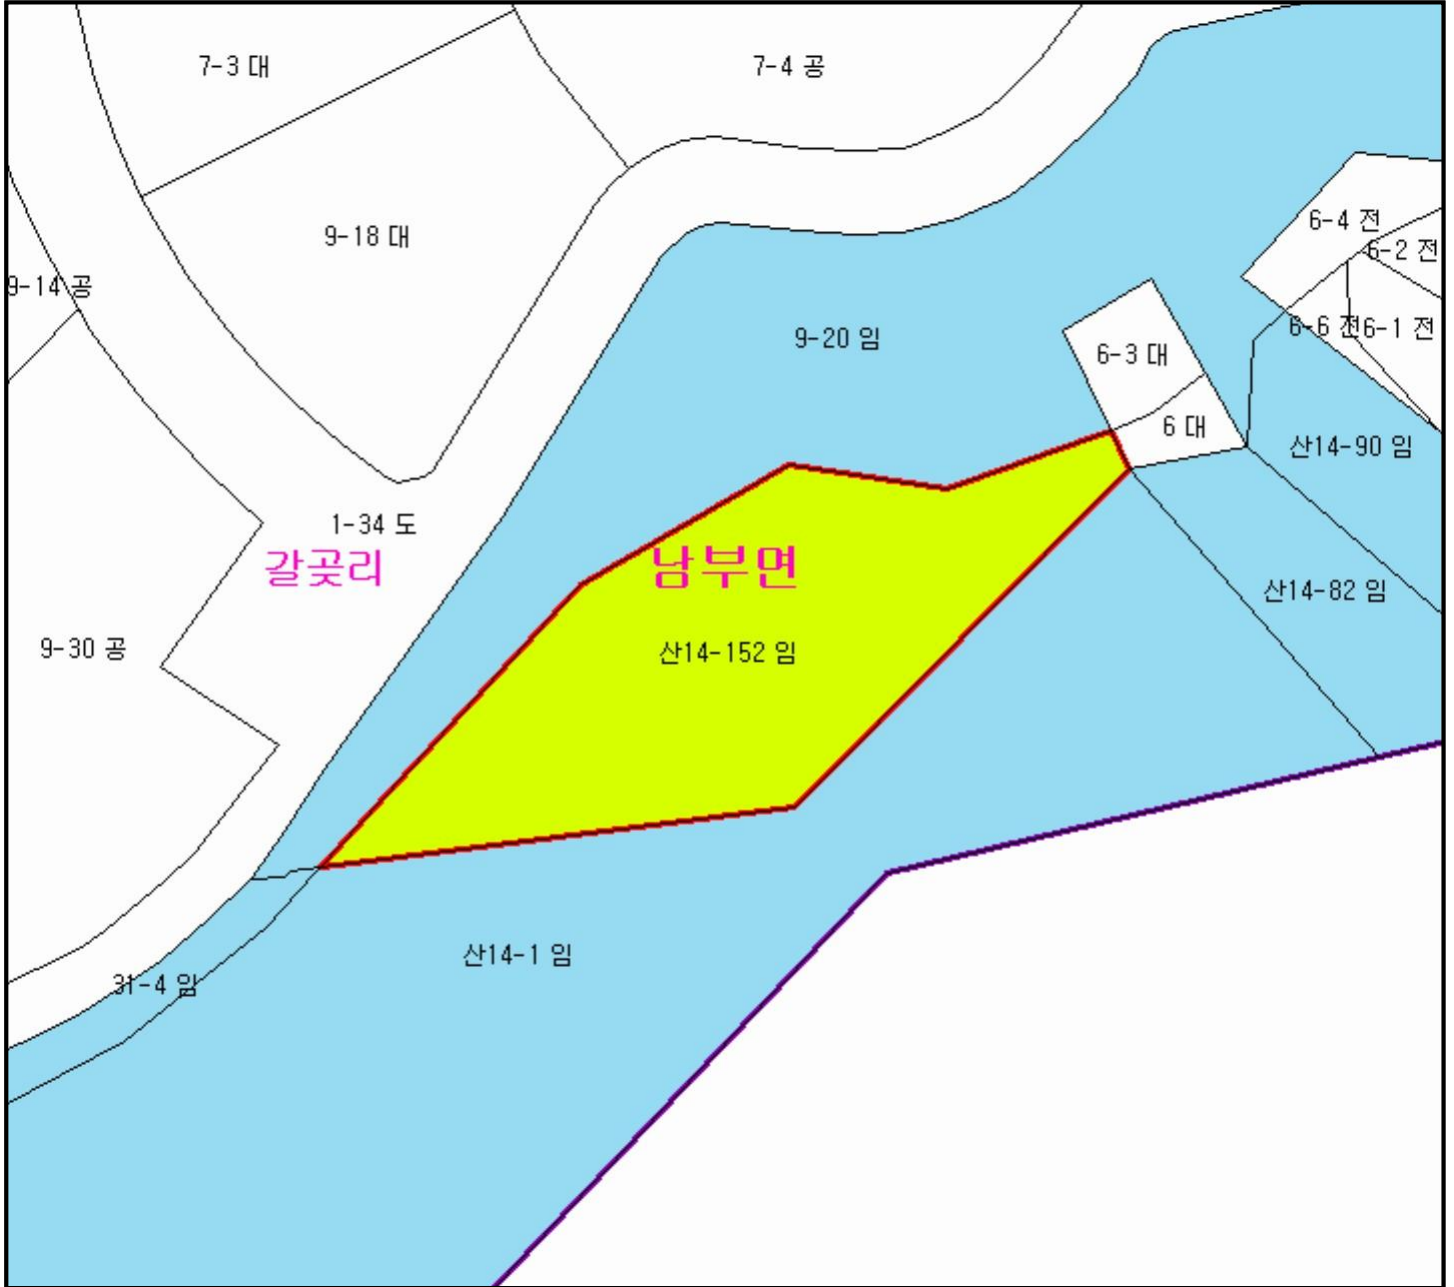 7-3 대
7-4 공
9-18 대
6-4 전
6-2 전
9-14 공
9-20 임
6-6 전
6-1 전
6-3 대
6 대
산14-90 임
1-34 도
갈곶리
남부면
산14-82 임
9-30 공
산14-152 임
산14-1 임
31-4 임